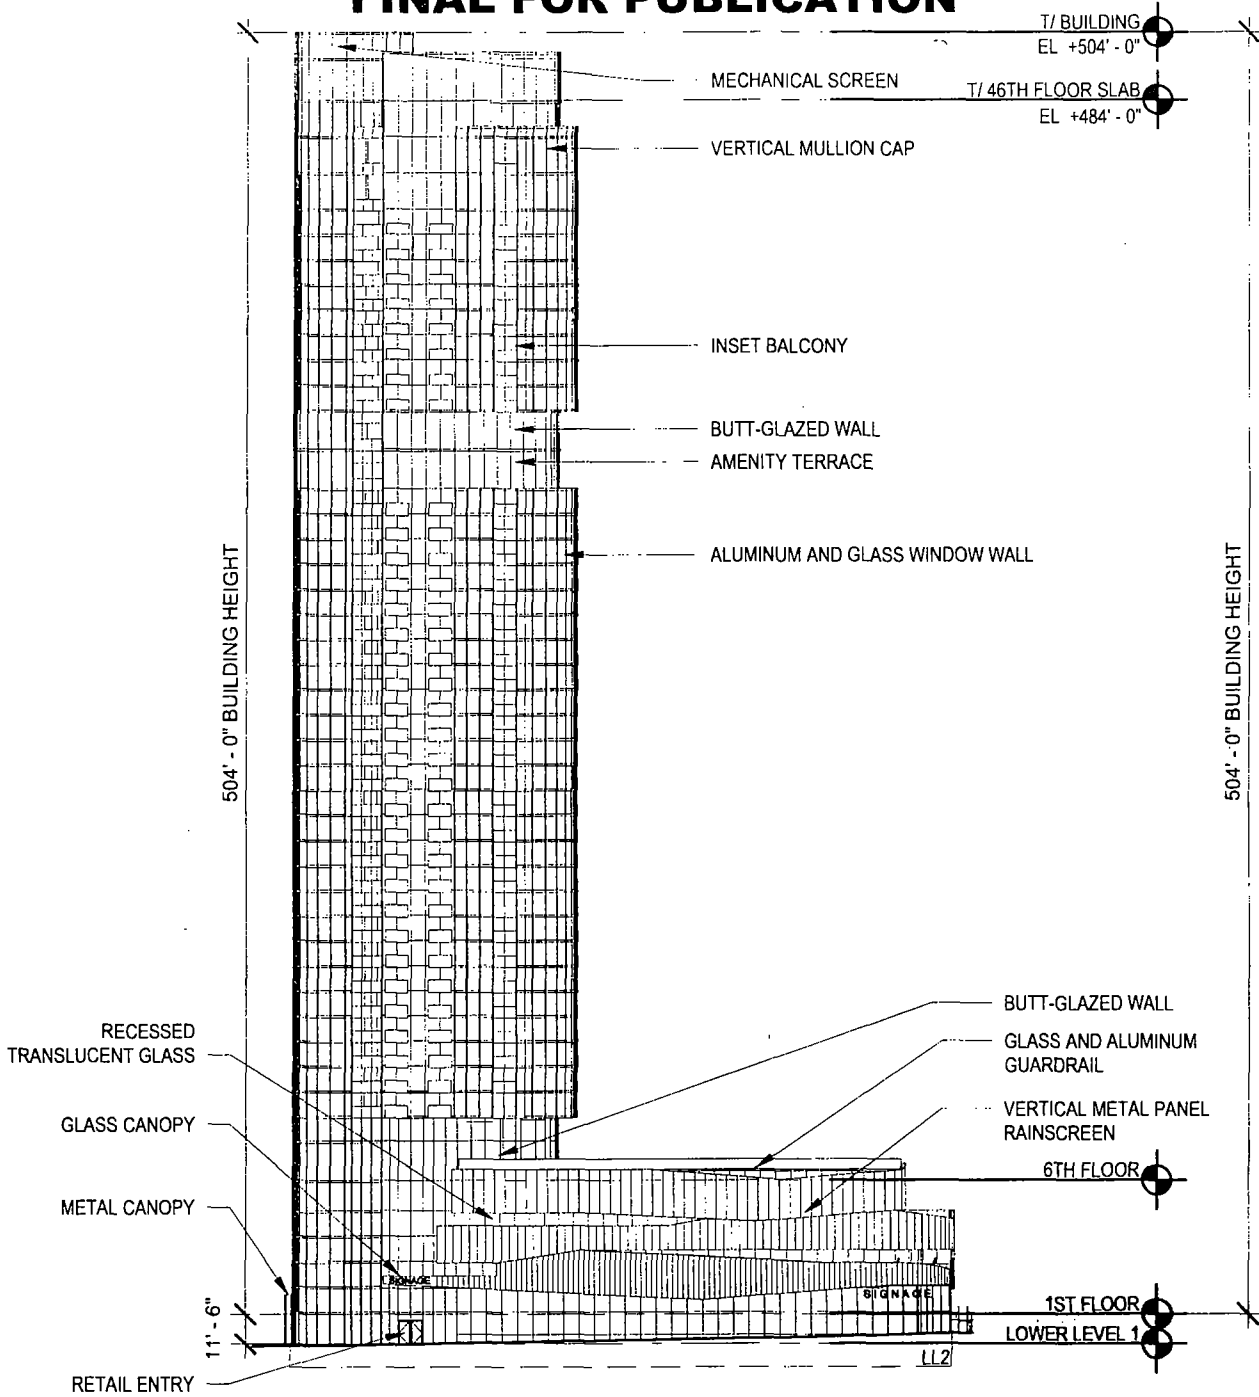 FINAL FOR PUBLICATION
T/ BUILDING
EL +504' - 0"
MECHANICAL SCREEN
T/ 46TH FLOOR SLAB
EL +484' - 0"
VERTICAL MULLION CAP
INSET BALCONY
BUTT-GLAZED WALL
AMENITY TERRACE
ALUMINUM AND GLASS WINDOW WALL
504' - 0" BUILDING HEIGHT
504' - 0" BUILDING HEIGHT
BUTT-GLAZED WALL
RECESSED
TRANSLUCENT GLASS
GLASS AND ALUMINUM
GUARDRAIL
GLASS CANOPY
VERTICAL METAL PANEL
RAINSCREEN
6TH FLOOR
METAL CANOPY
SIGNAGE
SIGNAGE
1ST FLOOR
11' - 6"
LOWER LEVEL 1
LL2
RETAIL ENTRY